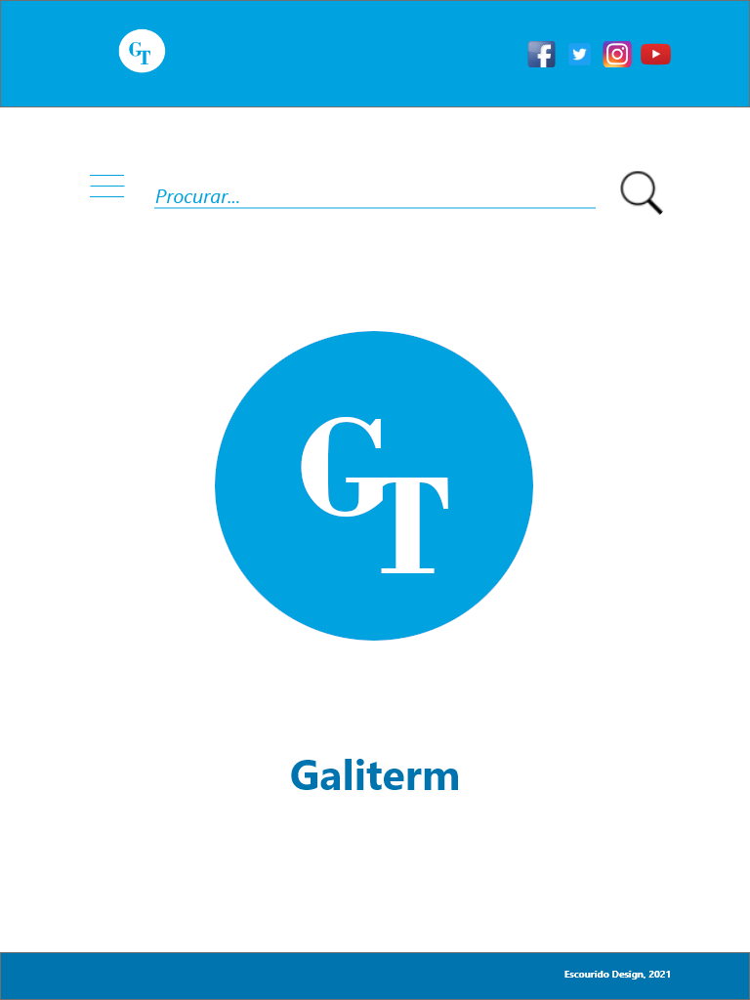 GT
Procurar...
GT
Galiterm
Escourido Design, 2021